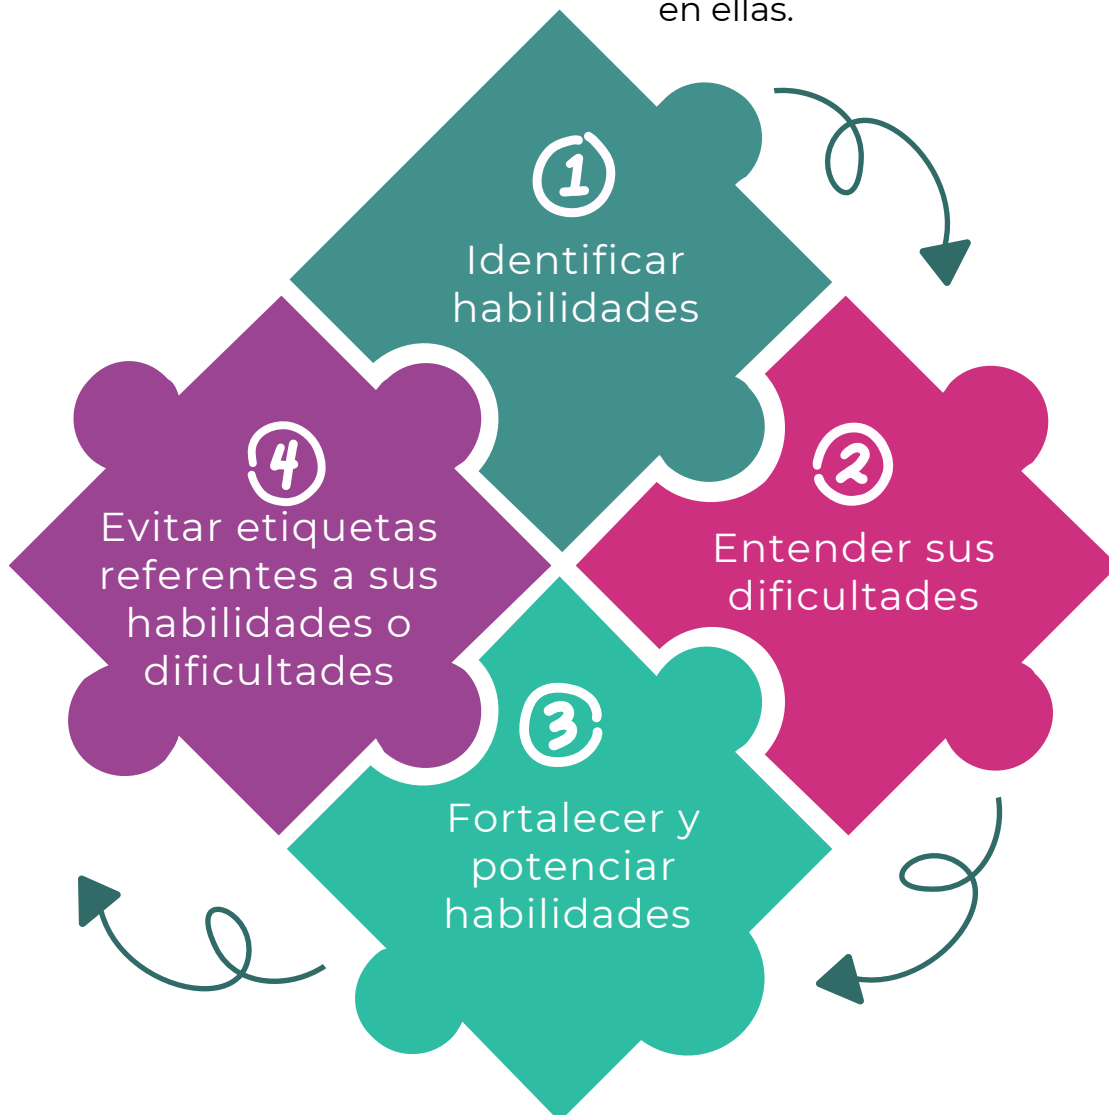 en ellas.
1
Identificar
habilidades
2
Entender sus
dificultades
3
Fortalecer y
potenciar
habilidades
4
Evitar etiquetas
referentes a sus
habilidades o
dificultades